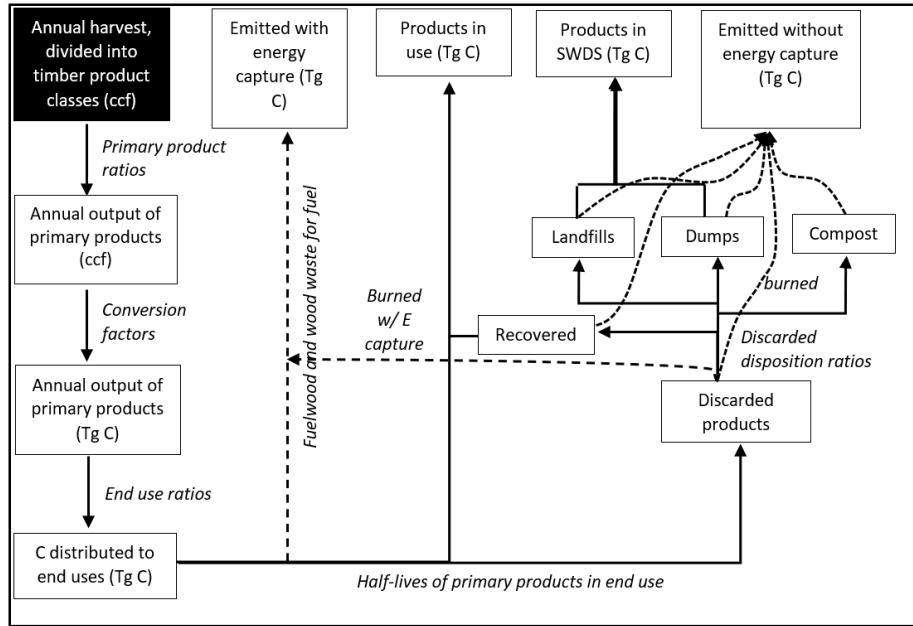 Annual harvest,
divided into
timber product
classes (ccf)
Emitted with
energy
capture (Tg
C)
Products in
use (Tg C)
Products in
SWDS (Tg C)
Emitted without
energy capture
(Tg C)
Primary product
ratios
Annual output of
primary products
(ccf)
Landfills
Dumps
Compost
Fuelwood and wood waste for fuel
burned
Conversion
factors
Burned
w/ E
capture
Recovered
Discarded
disposition ratios
Annual output of
primary products
(Tg C)
Discarded
products
End use ratios
C distributed to
end uses (Tg C)
Half-lives of primary products in end use